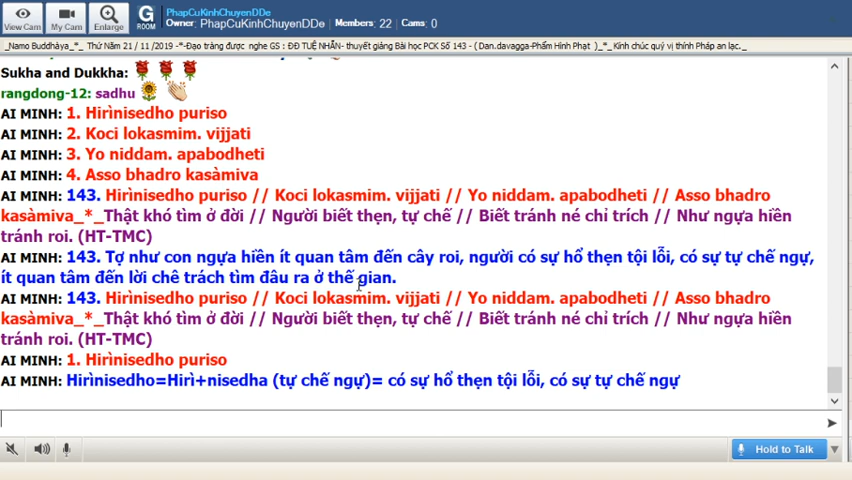 View Cam
My Cam
Enlarge
G
ROOM
PhapCuKinhChuyenDDe
Owner: PhapCuKinhChuyenDDe Members: 22 Cams: 0
_Namo Buddhàya_*_ Thứ Năm 21 / 11 /2019 -*-Đạo tràng được nghe GS : ĐĐ TUỆ NHẪN- thuyết giảng Bài học PCK Số 143 - ( Dan.davagga-Phẩm Hình Phạt )_*_Kính chúc quý vị thính Pháp an lạc._
Sukha and Dukkha:
rangdong-12: sadhu
AI MINH: 1. Hirìnisedho puriso
AI MINH: 2. Koci lokasmim. vijjati
AI MINH: 3. Yo niddam. apabodheti
AI MINH: 4. Asso bhadro kasàmiva
AI MINH: 143. Hirìnisedho puriso // Koci lokasmim. vijjati // Yo niddam. apabodheti // Asso bhadro
kasàmiva_*_Thật khó tìm ở đời // Người biết thẹn, tự chế // Biết tránh né chỉ trích // Như ngựa hiền
tránh roi. (HT-TMC)
AI MINH: 143. Tợ như con ngựa hiền ít quan tâm đến cây roi, người có sự hổ thẹn tội lỗi, có sự tự chế ngự,
ít quan tâm đến lời chê trách tìm đâu ra ở thế gian.
AI MINH: 143. Hirìnisedho puriso // Koci lokasmim. vijjati // Yo niddam. apabodheti // Asso bhadro
kasàmiva_*_Thật khó tìm ở đời // Người biết thẹn, tự chế // Biết tránh né chỉ trích // Như ngựa hiền
tránh roi. (HT-TMC)
AI MINH: 1. Hirìnisedho puriso
AI MINH: Hirìnisedho=Hirì+nisedha (tự chế ngự)= có sự hổ thẹn tội lỗi, có sự tự chế ngự
Hold to Talk